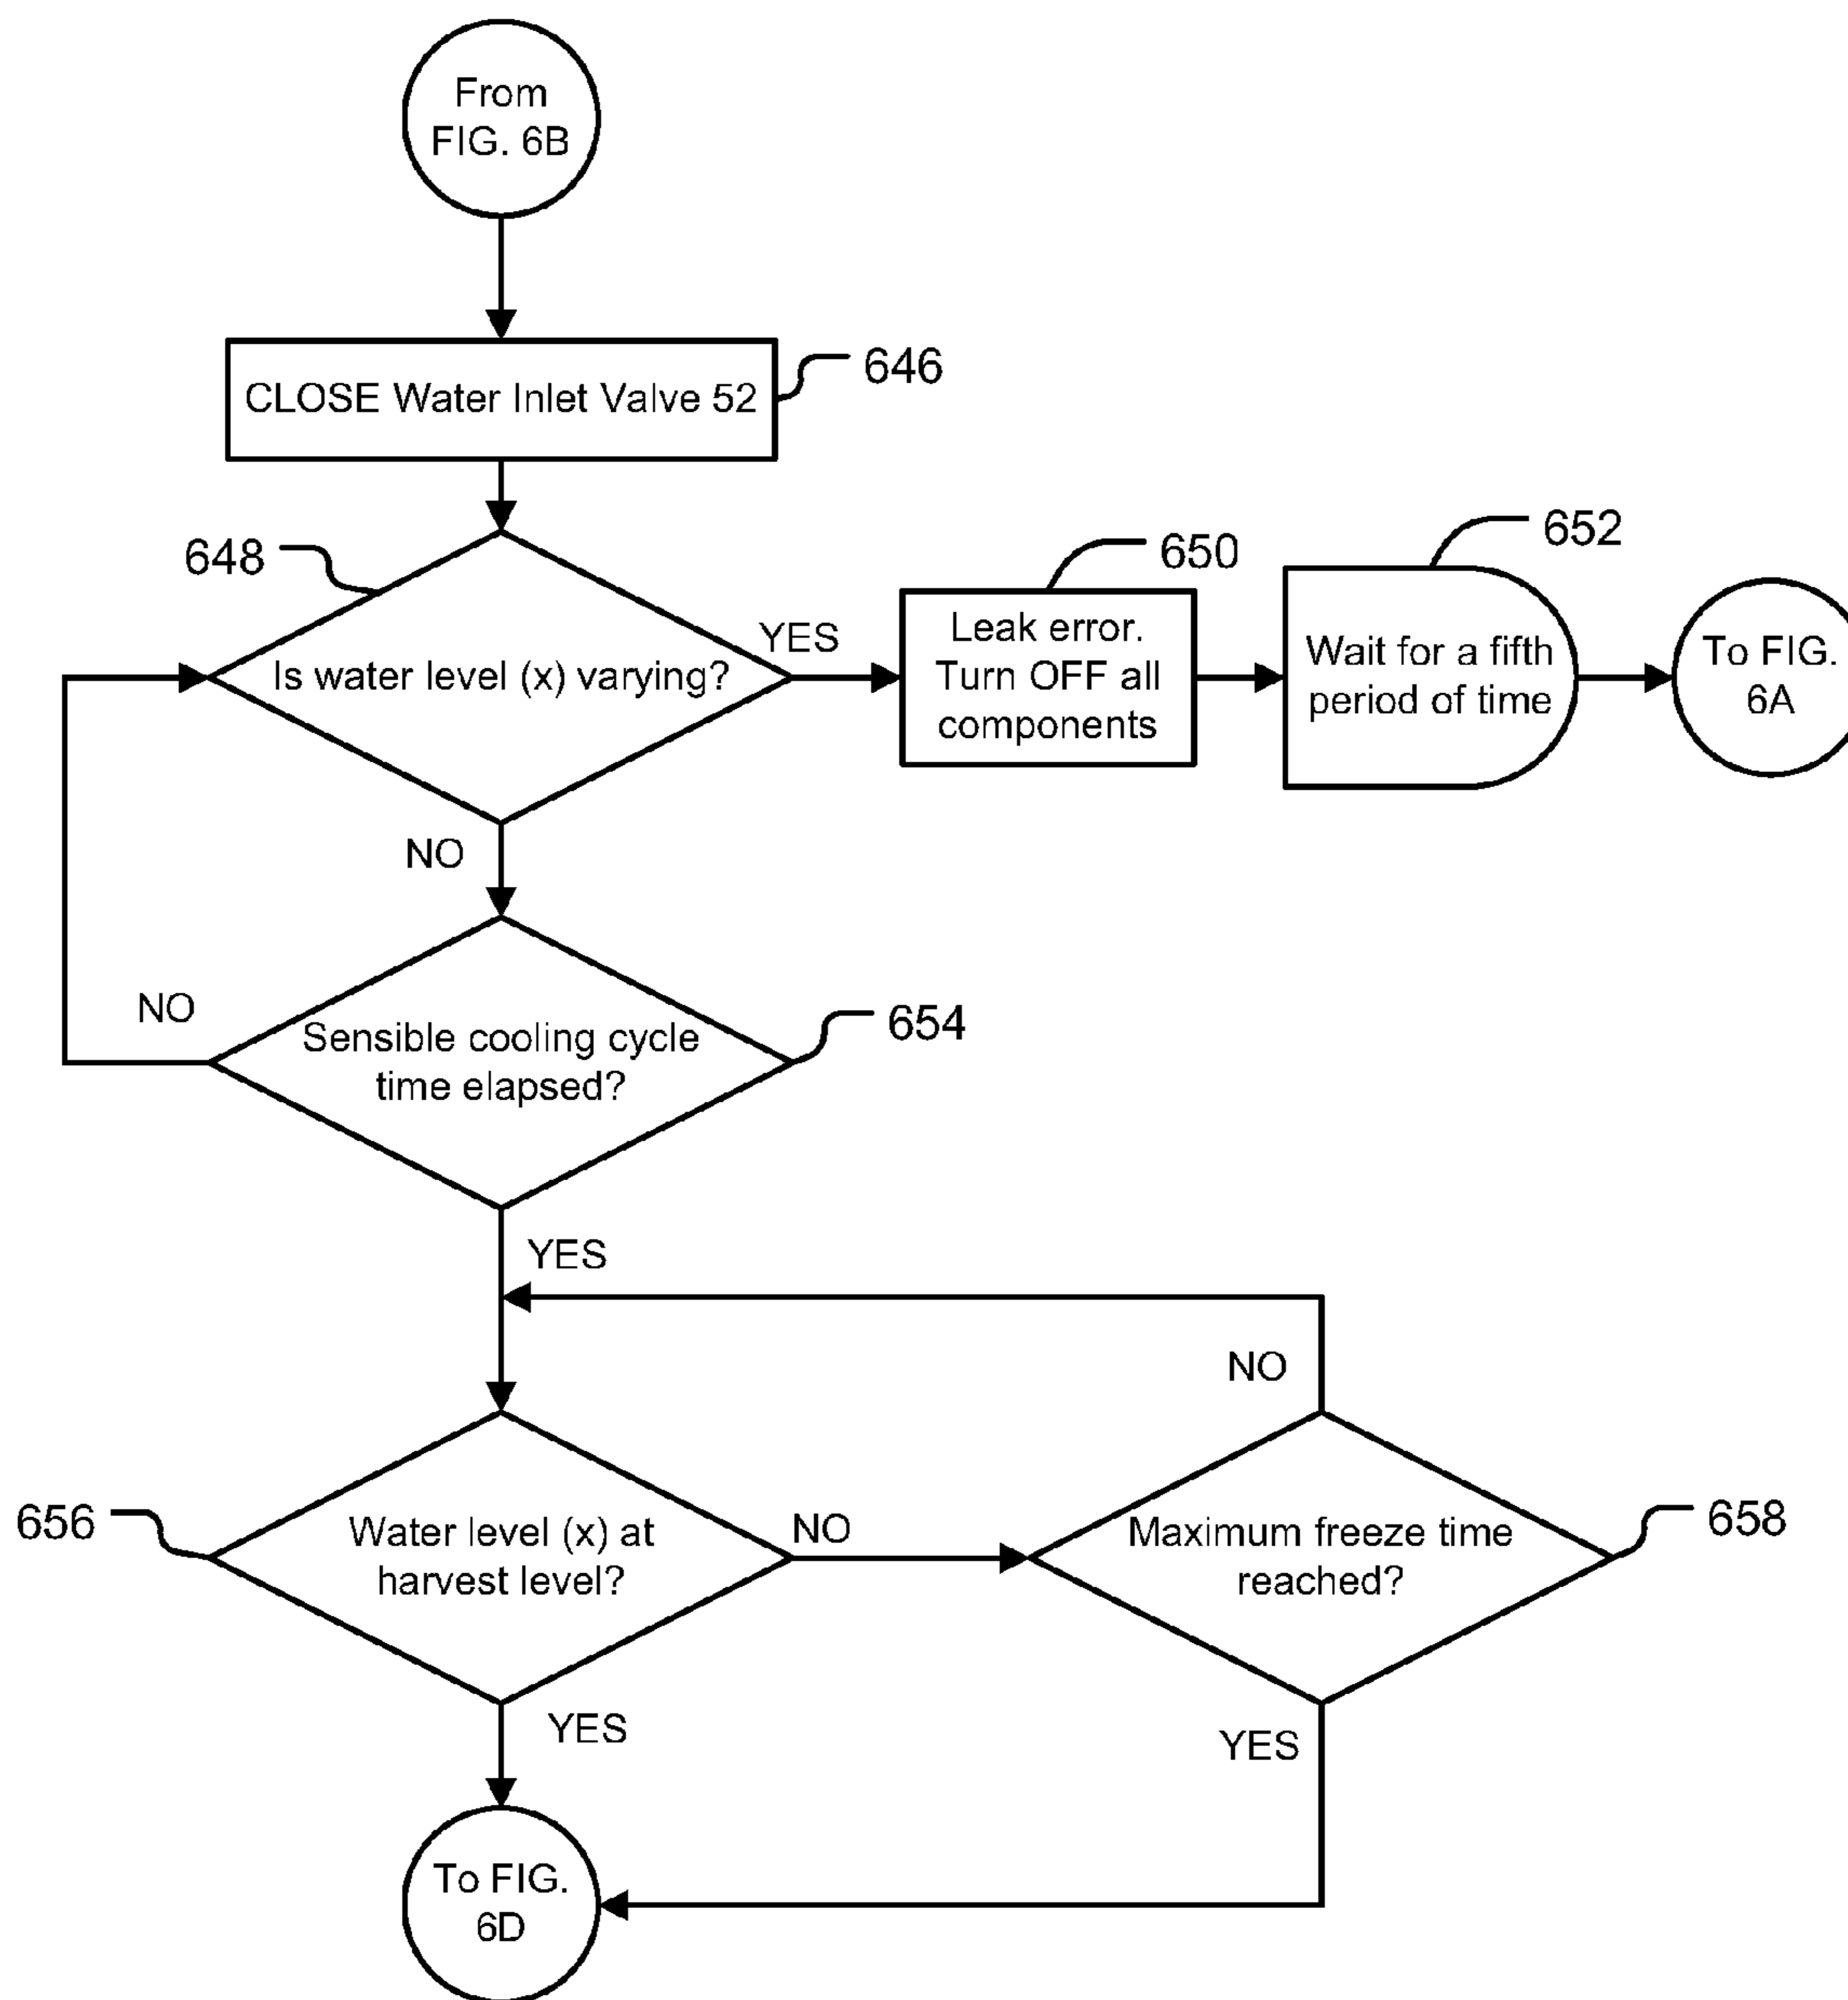 From
FIG. 6B
CLOSE Water Inlet Valve 52
646
648
Is water level (x) varying?
YES
650
Leak error.
Turn OFF all
components
652
Wait for a fifth
period of time
To FIG.
6A
NO
NO
Sensible cooling cycle
time elapsed?
654
YES
NO
656
Water level (x) at
harvest level?
NO
Maximum freeze time
reached?
658
YES
YES
To FIG.
6D